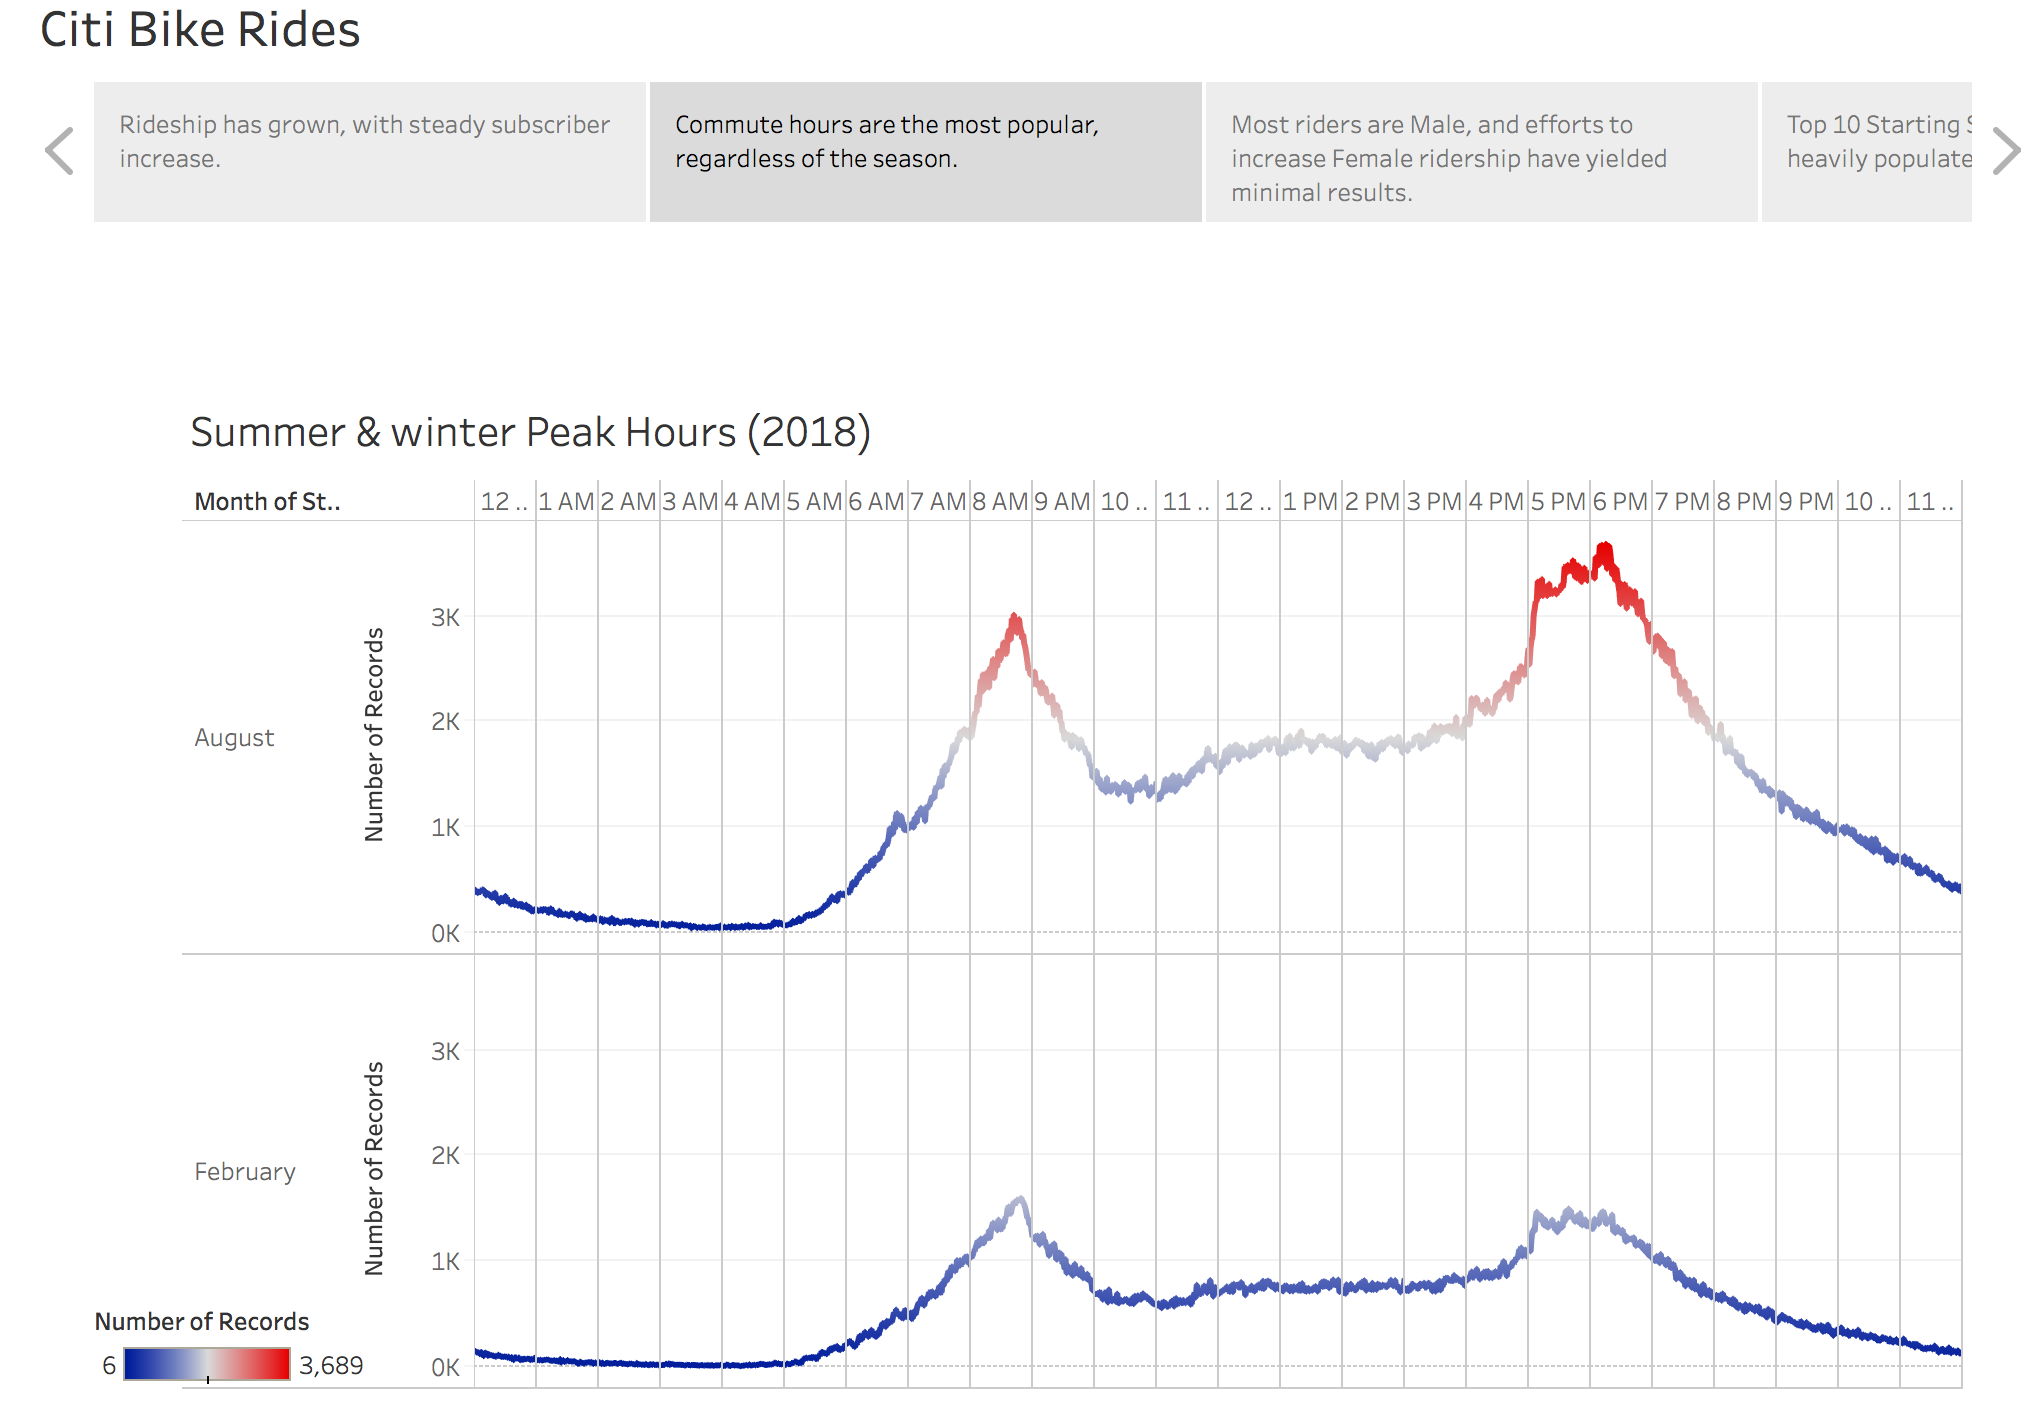 Citi Bike Rides
Rideship has grown, with steady subscriber
increase.
Commute hours are the most popular,
regardless of the season.
Most riders are Male, and efforts to
increase Female ridership have yielded
minimal results.
Top 10 Starting
heavily populate
Summer & winter Peak Hours (2018)
Month of St.. 12 .. 1 AM 2 AM 3 AM 4 AM 5 AM 6 AM 7 AM 8 AM 9 AM 10 .. 11 .. 12 .. 1 PM 2 PM 3 PM 4 PM 5 PM 6 PM 7 PM 8 PM 9 PM 10 .. 11 ..
August
Number of Records
3K
2K
1K
0K
February
Number of Records
3K
2K
1K
0K
Number of Records
6 3,689